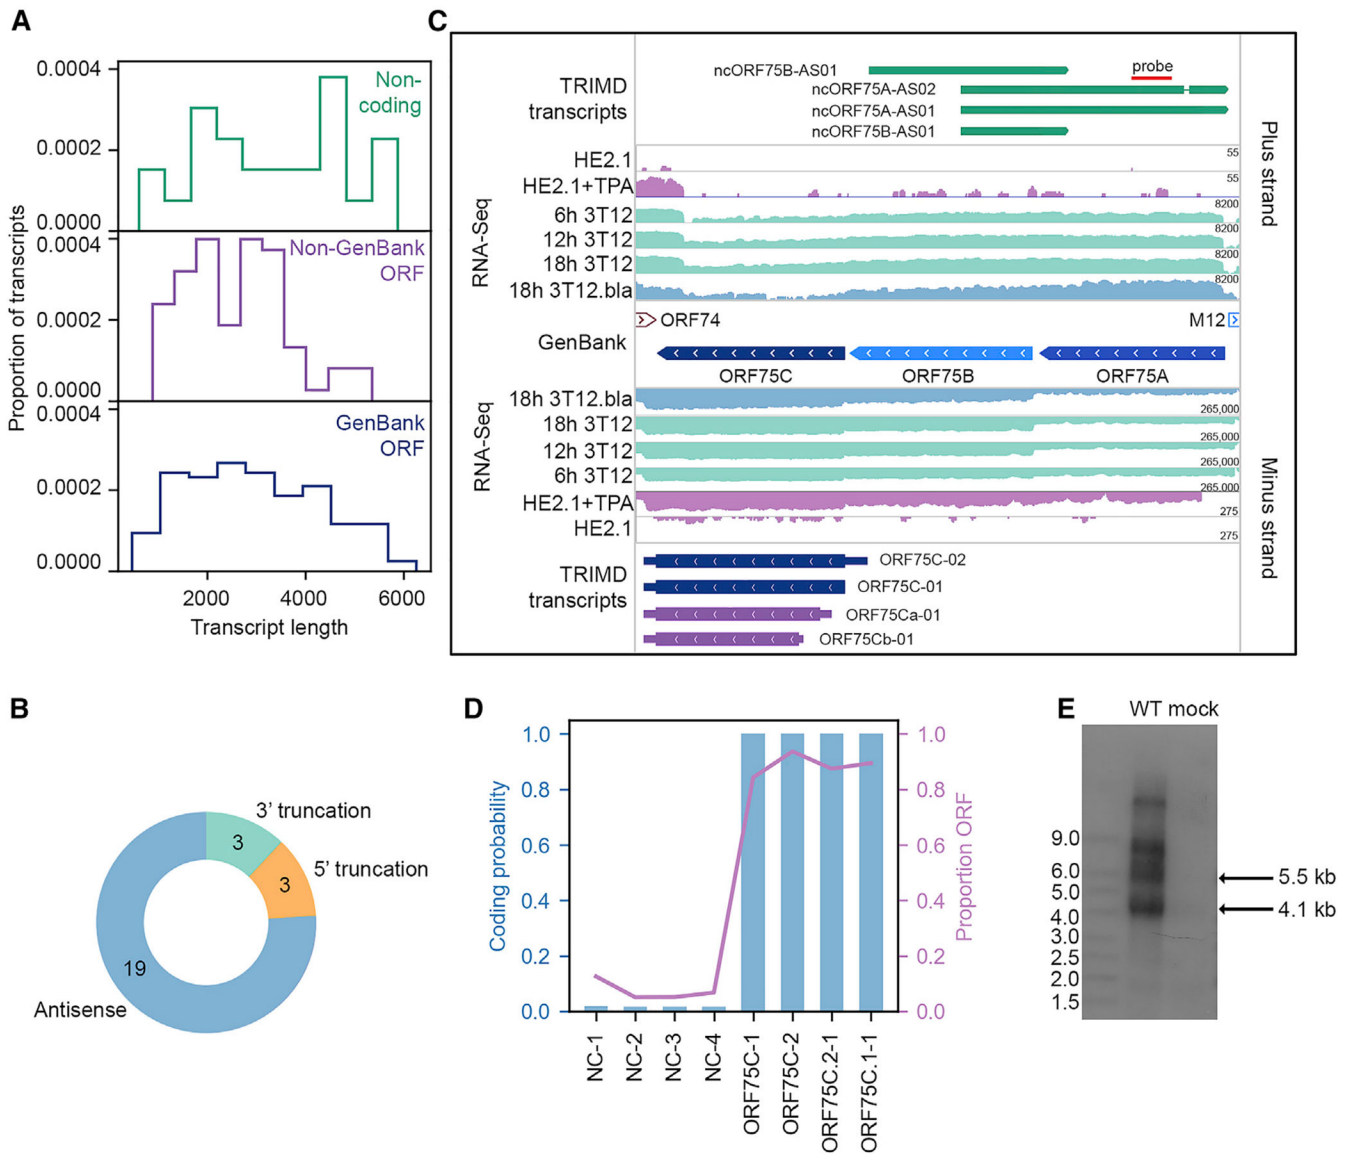 A
0.0004
0.0002
0.0000
Non-
coding
0.0004
0.0002
0.0000
Non-GenBank
ORF
0.0004
0.0002
0.0000
GenBank
ORF
2000 4000 6000
Transcript length
Proportion of transcripts
C
TRIMD
transcripts
ncORF75B-AS01
probe
ncORF75A-AS02
ncORF75A-AS01
ncORF75B-AS01
RNA-Seq
HE2.1 55
HE2.1+TPA 55
6h 3T12 8200
12h 3T12 8200
18h 3T12 8200
18h 3T12.bla 8200
Plus strand
GenBank
ORF74
M12
ORF75C ORF75B ORF75A
RNA-Seq
18h 3T12.bla 265,000
18h 3T12 265,000
12h 3T12 265,000
6h 3T12 265,000
HE2.1+TPA 275
HE2.1 275
Minus strand
TRIMD
transcripts
ORF75C-02
ORF75C-01
ORF75Ca-01
ORF75Cb-01
B
3' truncation
3
5' truncation
3
19
Antisense
D
Coding probability
1.0
0.8
0.6
0.4
0.2
0.0
1.0
0.8
0.6
0.4
0.2
0.0
Proportion ORF
NC-1
NC-2
NC-3
NC-4
ORF75C-1
ORF75C-2
ORF75C.2-1
ORF75C.1-1
E
WT mock
9.0
6.0
5.0
4.0
3.0
2.5
2.0
1.5
5.5 kb
4.1 kb